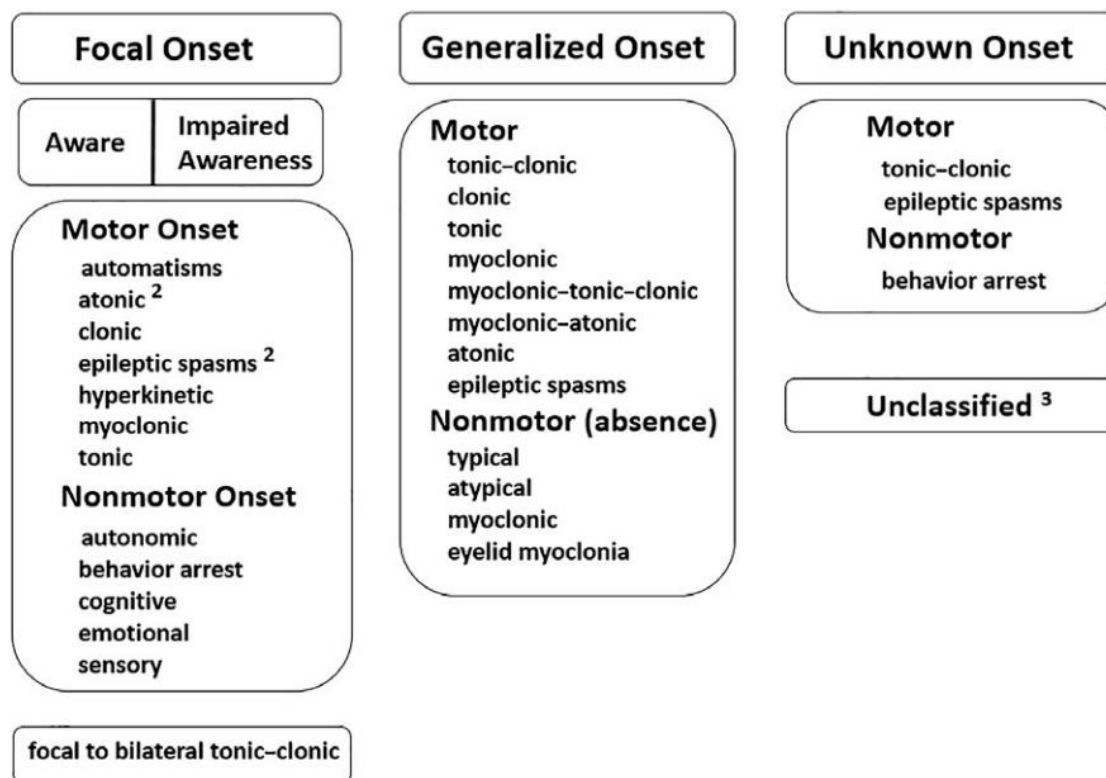 Focal Onset
Aware
Impaired
Awareness
Motor Onset
automatisms
atonic ²
clonic
epileptic spasms ²
hyperkinetic
myoclonic
tonic
Nonmotor Onset
autonomic
behavior arrest
cognitive
emotional
sensory
focal to bilateral tonic–clonic
Generalized Onset
Motor
tonic–clonic
clonic
tonic
myoclonic
myoclonic–tonic–clonic
myoclonic–atonic
atonic
epileptic spasms
Nonmotor (absence)
typical
atypical
myoclonic
eyelid myoclonia
Unknown Onset
Motor
tonic–clonic
epileptic spasms
Nonmotor
behavior arrest
Unclassified ³